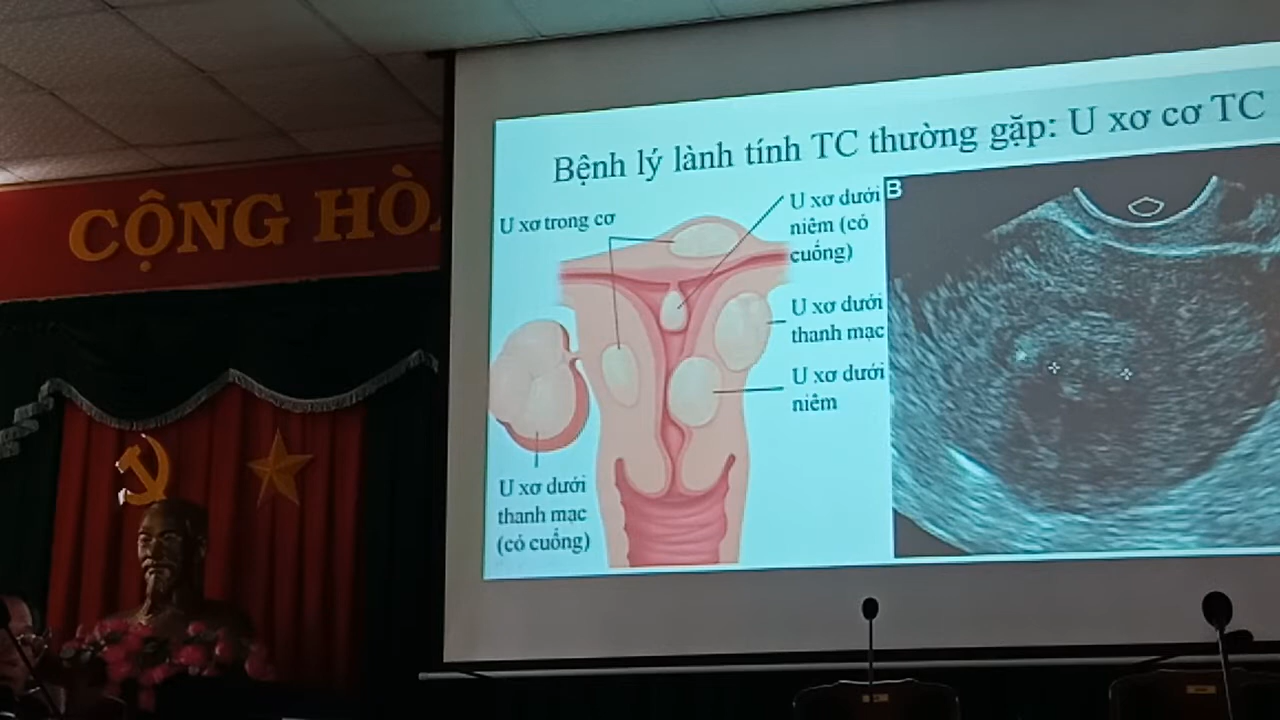 CỘNG HÒA
Bệnh lý lành tính TC thường gặp: U xơ cơ TC
U xơ trong cơ
U xơ dưới
niêm (có
cuống)
B
U xơ dưới
thanh mạc
U xơ dưới
niêm
U xơ dưới
thanh mạc
(có cuống)